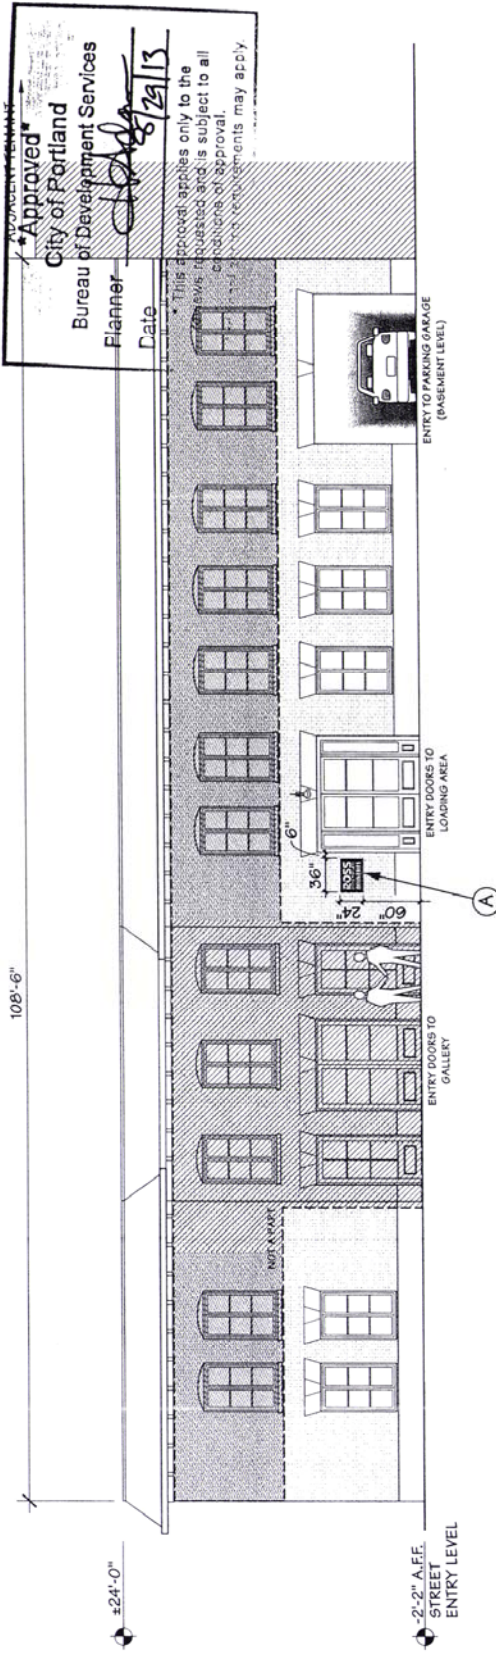 ADJACENT TENANT
*Approved*
City of Portland
Bureau of Development Services
Planner
Date 8/29/13
* This approval applies only to the
reviews requested and is subject to all
conditions of approval.
requirements may apply.
108'-6"
±24'-0"
NOT A PART
36"
6"
24"
60"
ROSS
A
ENTRY DOORS TO
GALLERY
ENTRY DOORS TO
LOADING AREA
ENTRY TO PARKING GARAGE
(BASEMENT LEVEL)
-2'-2" A.F.F.
STREET
ENTRY LEVEL